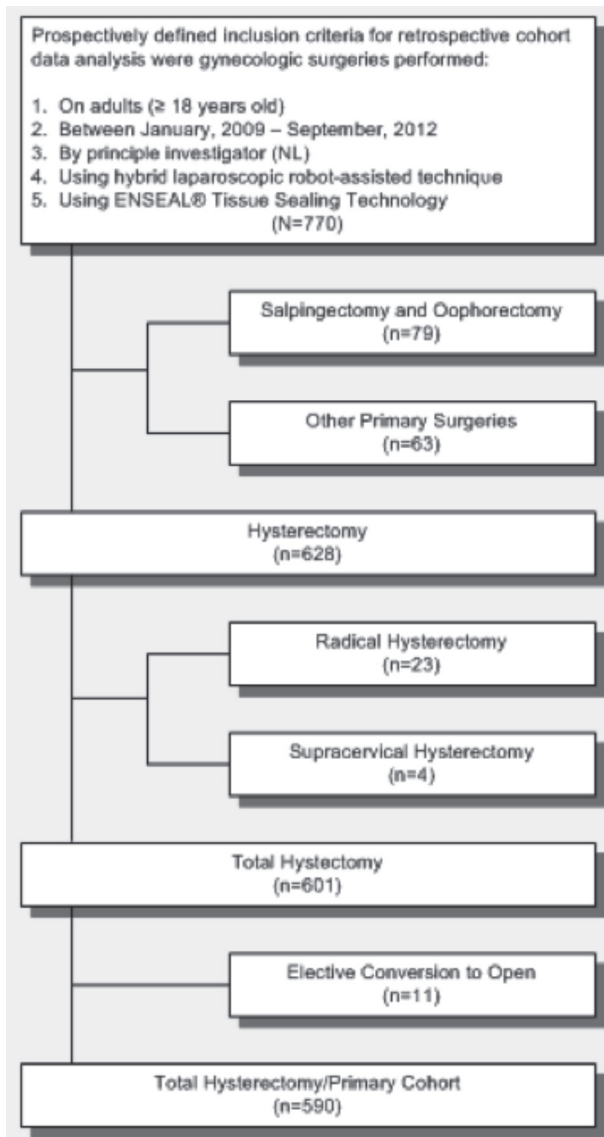 Prospectively defined inclusion criteria for retrospective cohort
data analysis were gynecologic surgeries performed:
1. On adults (≥ 18 years old)
2. Between January, 2009 – September, 2012
3. By principle investigator (NL)
4. Using hybrid laparoscopic robot-assisted technique
5. Using ENSEAL® Tissue Sealing Technology
(N=770)
Salpingectomy and Oophorectomy
(n=79)
Other Primary Surgeries
(n=63)
Hysterectomy
(n=628)
Radical Hysterectomy
(n=23)
Supracervical Hysterectomy
(n=4)
Total Hystectomy
(n=601)
Elective Conversion to Open
(n=11)
Total Hysterectomy/Primary Cohort
(n=590)